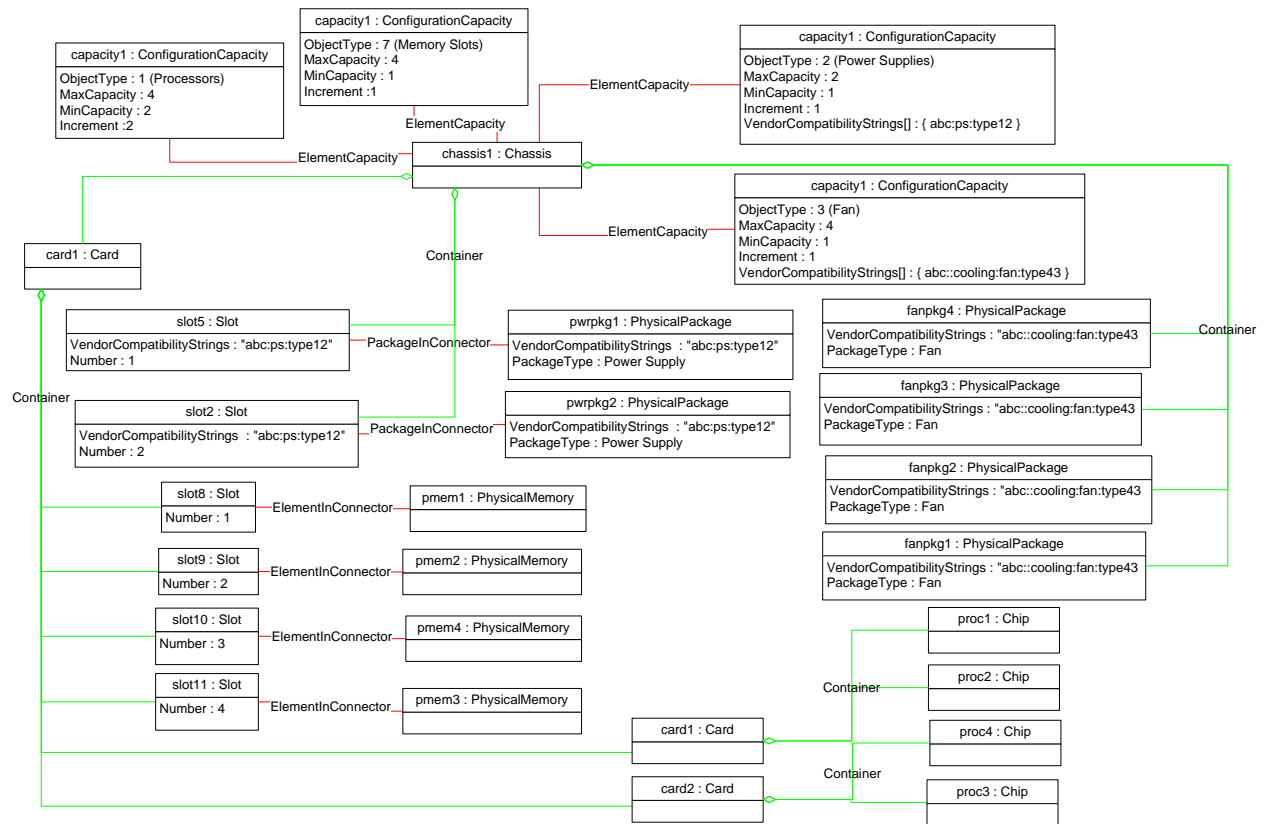 capacity1 : ConfigurationCapacity
ObjectType : 7 (Memory Slots)
MaxCapacity : 4
MinCapacity : 1
Increment :1
capacity1 : ConfigurationCapacity
ObjectType : 1 (Processors)
MaxCapacity : 4
MinCapacity : 2
Increment :2
capacity1 : ConfigurationCapacity
ObjectType : 2 (Power Supplies)
MaxCapacity : 2
MinCapacity : 1
Increment : 1
VendorCompatibilityStrings[] : { abc:ps:type12 }
ElementCapacity
ElementCapacity
ElementCapacity
chassis1 : Chassis
capacity1 : ConfigurationCapacity
ObjectType : 3 (Fan)
MaxCapacity : 4
MinCapacity : 1
Increment : 1
VendorCompatibilityStrings[] : { abc::cooling:fan:type43 }
ElementCapacity
card1 : Card
Container
slot5 : Slot
VendorCompatibilityStrings : "abc:ps:type12"
Number : 1
PackageInConnector
pwrpkg1 : PhysicalPackage
VendorCompatibilityStrings : "abc:ps:type12"
PackageType : Power Supply
fanpkg4 : PhysicalPackage
VendorCompatibilityStrings : "abc::cooling:fan:type43
PackageType : Fan
Container
Container
slot2 : Slot
VendorCompatibilityStrings : "abc:ps:type12"
Number : 2
PackageInConnector
pwrpkg2 : PhysicalPackage
VendorCompatibilityStrings : "abc:ps:type12"
PackageType : Power Supply
fanpkg3 : PhysicalPackage
VendorCompatibilityStrings : "abc::cooling:fan:type43
PackageType : Fan
fanpkg2 : PhysicalPackage
VendorCompatibilityStrings : "abc::cooling:fan:type43
PackageType : Fan
slot8 : Slot
Number : 1
ElementInConnector
pmem1 : PhysicalMemory
fanpkg1 : PhysicalPackage
VendorCompatibilityStrings : "abc::cooling:fan:type43
PackageType : Fan
slot9 : Slot
Number : 2
ElementInConnector
pmem2 : PhysicalMemory
slot10 : Slot
Number : 3
ElementInConnector
pmem4 : PhysicalMemory
proc1 : Chip
slot11 : Slot
Number : 4
ElementInConnector
pmem3 : PhysicalMemory
Container
proc2 : Chip
card1 : Card
proc4 : Chip
Container
card2 : Card
proc3 : Chip